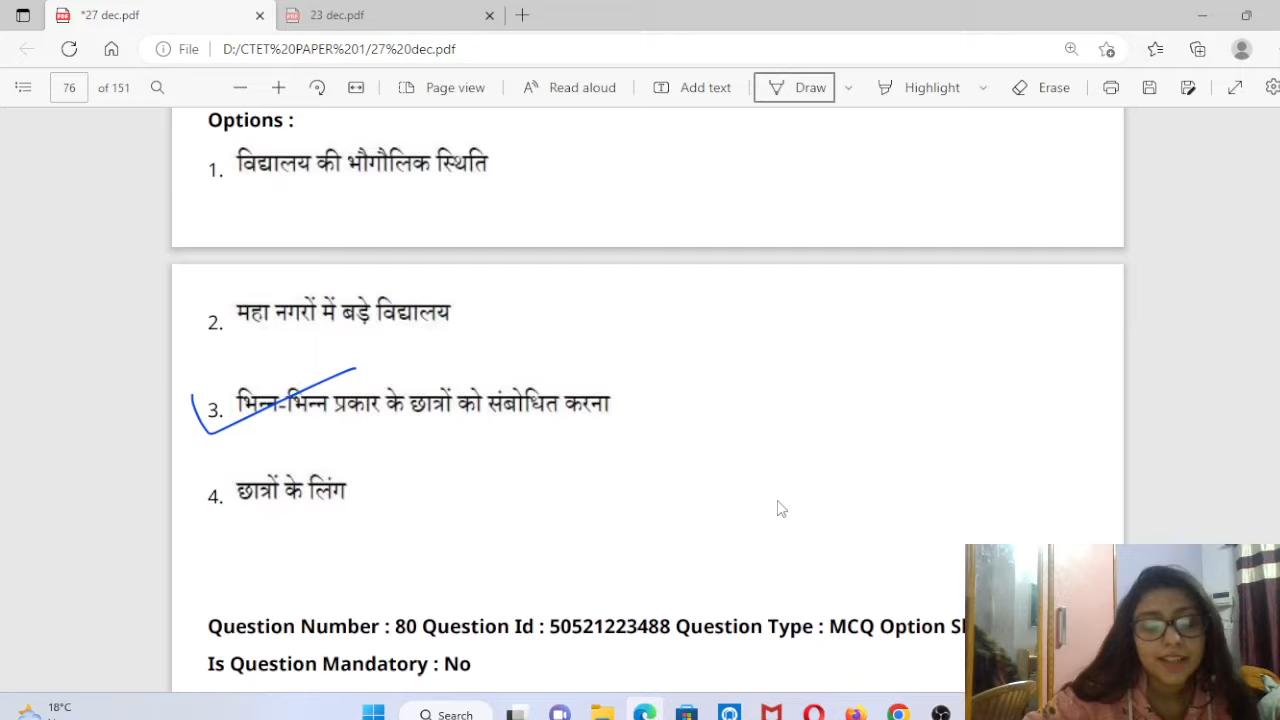 *27 dec.pdf
23 dec.pdf
File D:/CTET%20PAPER%201/27%20dec.pdf
76 of 151 Page view Read aloud Add text Draw Highlight Erase
Options :
1. विद्यालय की भौगौलिक स्थिति
2. महा नगरों में बड़े विद्यालय
3. भिन्न-भिन्न प्रकार के छात्रों को संबोधित करना
4. छात्रों के लिंग
Question Number : 80 Question Id : 50521223488 Question Type : MCQ Option
Is Question Mandatory : No
18°C
Search